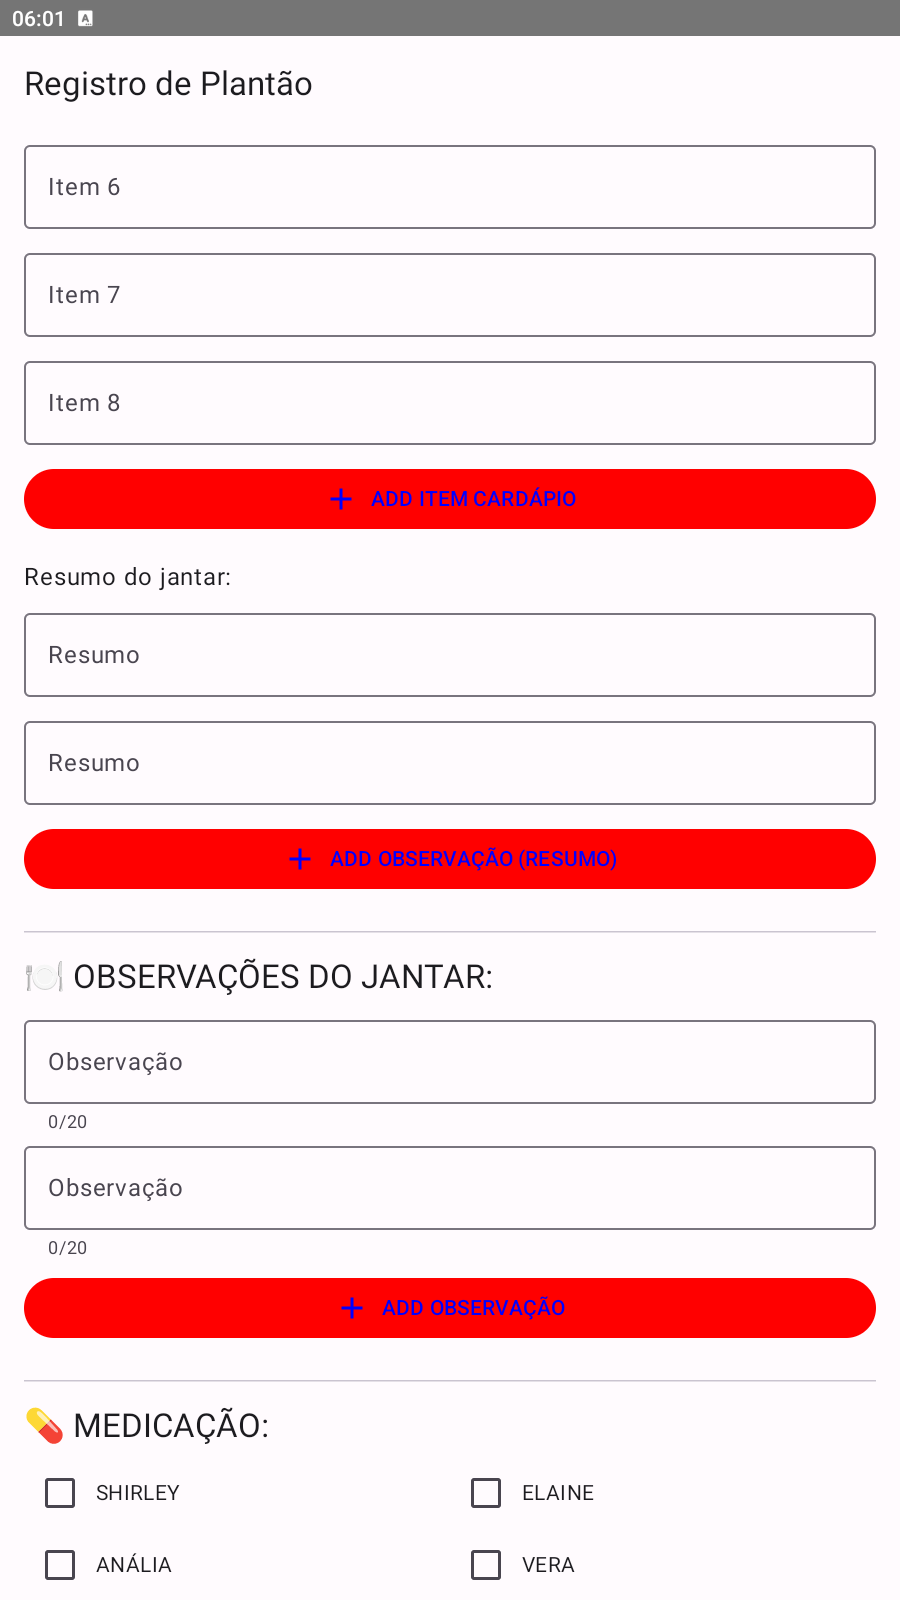 06:01
Registro de Plantão
Item 6
Item 7
Item 8
+ ADD ITEM CARDÁPIO
Resumo do jantar:
Resumo
Resumo
+ ADD OBSERVAÇÃO (RESUMO)
🍽️ OBSERVAÇÕES DO JANTAR:
Observação
0/20
Observação
0/20
+ ADD OBSERVAÇÃO
💊 MEDICAÇÃO:
SHIRLEY ELAINE
ANÁLIA VERA